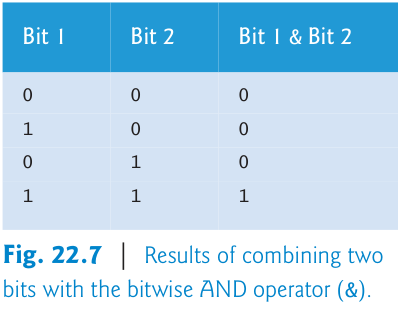 Bit 1 Bit 2 Bit 1 & Bit 2
0 0 0
1 0 0
0 1 0
1 1 1
Fig. 22.7 | Results of combining two
bits with the bitwise AND operator (&).